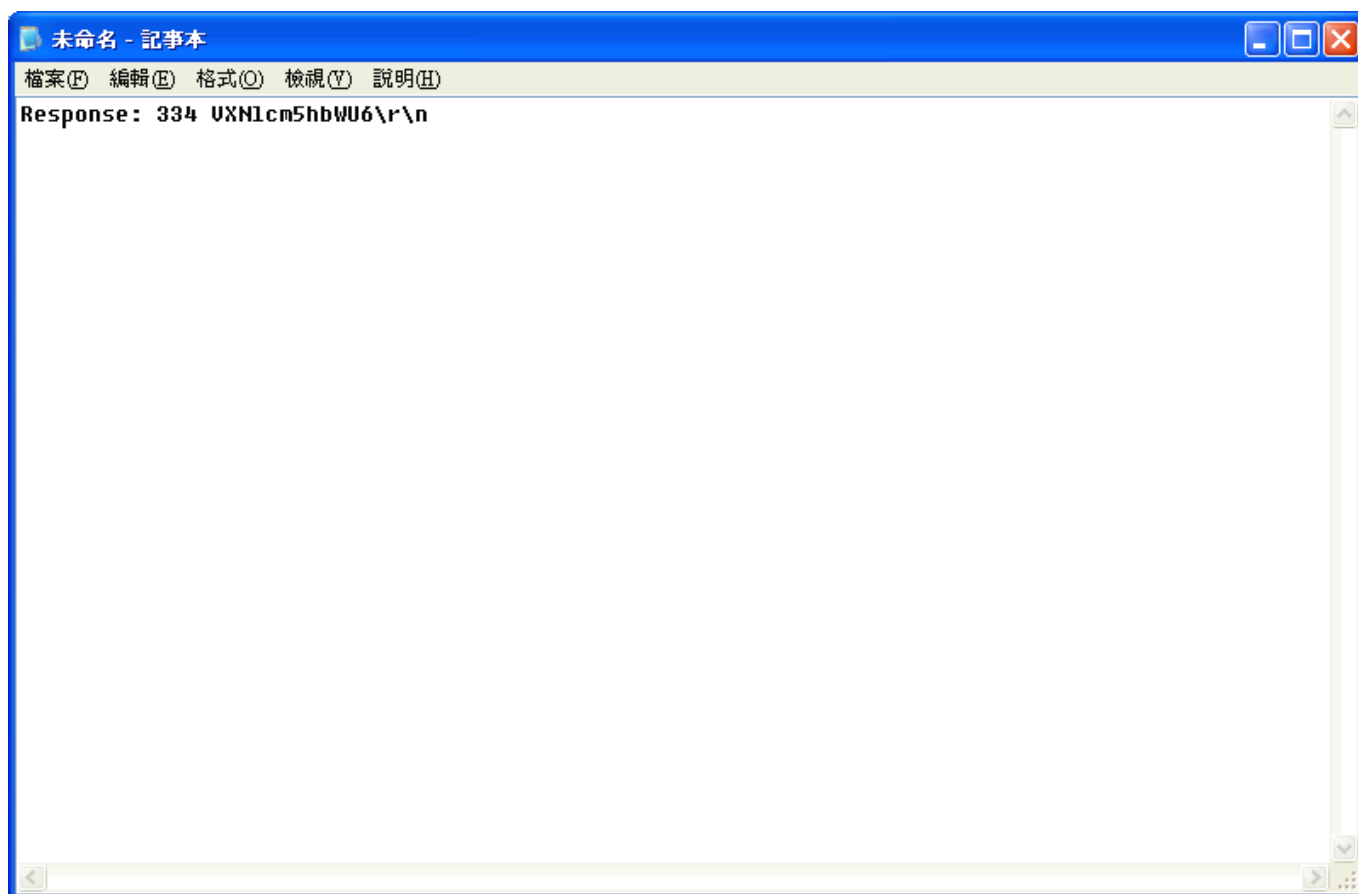 未命名 - 記事本
檔案(F) 編輯(E) 格式(O) 檢視(V) 說明(H)
Response: 334 VXNlcm5hbWU6\r\n